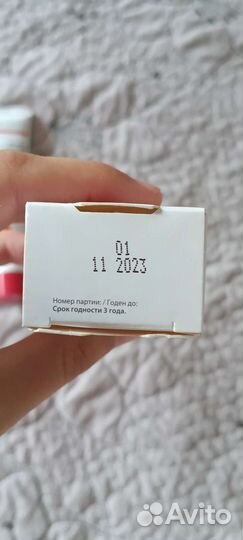 01
11 2023
Номер партии: / Годен до:
Срок годности 3 года.
Avito